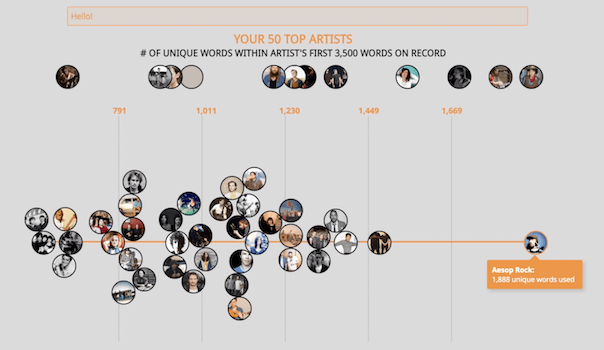 Hello!
YOUR 50 TOP ARTISTS
# OF UNIQUE WORDS WITHIN ARTIST'S FIRST 3,500 WORDS ON RECORD
791 1,011 1,230 1,449 1,669
Aesop Rock:
1,888 unique words used